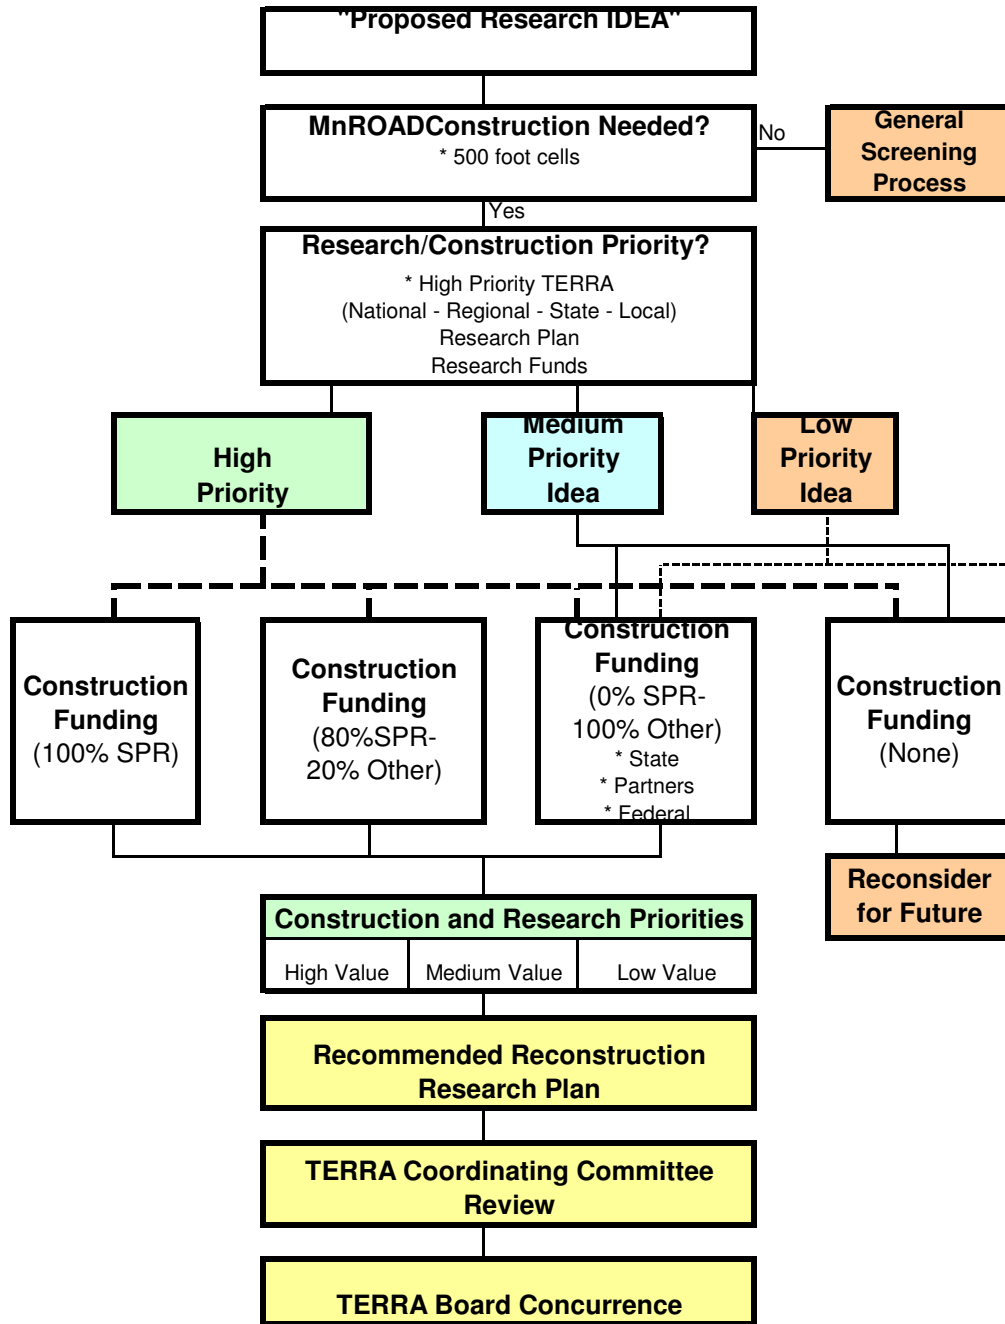 "Proposed Research IDEA"
MnROADConstruction Needed?
* 500 foot cells
No
General
Screening
Process
Yes
Research/Construction Priority?
* High Priority TERRA
(National - Regional - State - Local)
Research Plan
Research Funds
High
Priority
Medium
Priority
Idea
Low
Priority
Idea
Construction
Funding
(100% SPR)
Construction
Funding
(80%SPR-
20% Other)
Construction
Funding
(0% SPR-
100% Other)
* State
* Partners
* Federal
Construction
Funding
(None)
Reconsider
for Future
Construction and Research Priorities
High Value
Medium Value
Low Value
Recommended Reconstruction
Research Plan
TERRA Coordinating Committee
Review
TERRA Board Concurrence